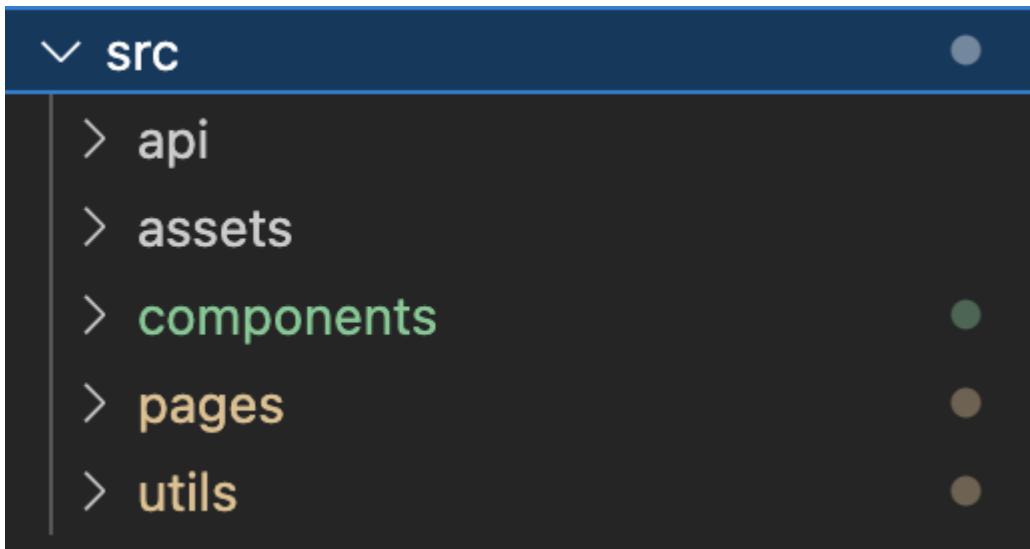 src
api
assets
components
pages
utils